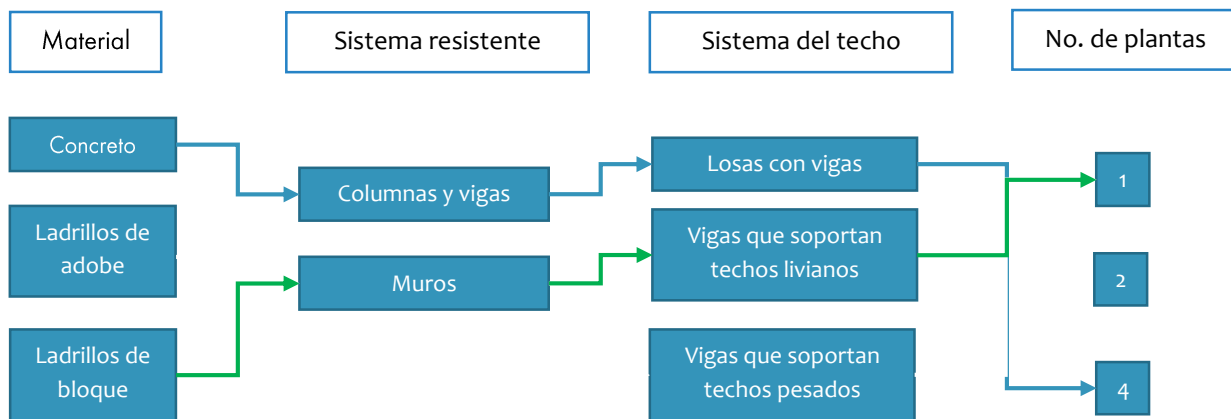 Material
Sistema resistente
Sistema del techo
No. de plantas
Concreto
Columnas y vigas
Losas con vigas
1
Ladrillos de
adobe
Muros
Vigas que soportan
techos livianos
2
Ladrillos de
bloque
Vigas que soportan
techos pesados
4